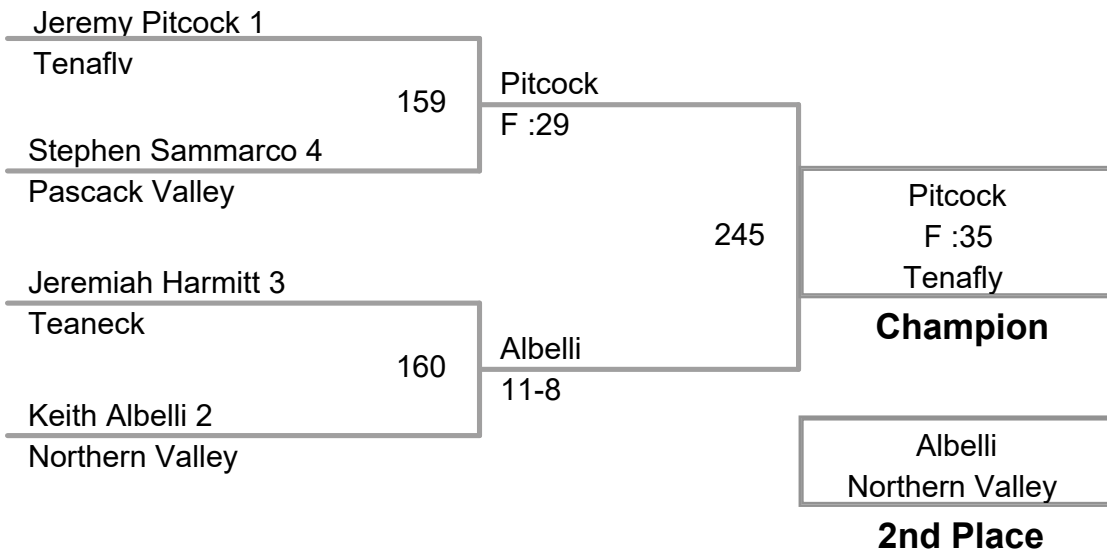 Jeremy Pitcock 1
Tenafly
159
Pitcock
F :29
Stephen Sammarco 4
Pascack Valley
245
Pitcock
F :35
Tenafly
Champion
Jeremiah Harmitt 3
Teaneck
160
Albelli
11-8
Keith Albelli 2
Northern Valley
Albelli
Northern Valley
2nd Place